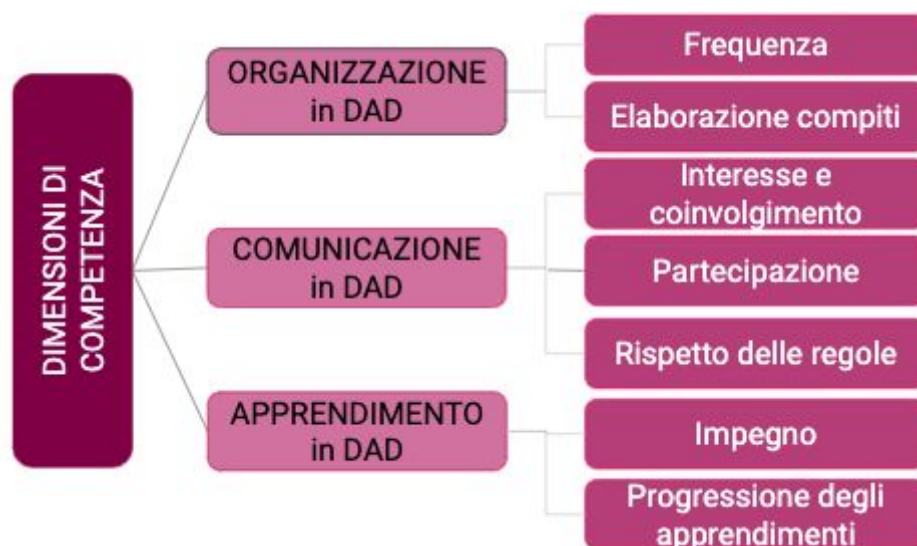 DIMENSIONI DI
COMPETENZA
ORGANIZZAZIONE
in DAD
Frequenza
Elaborazione compiti
COMUNICAZIONE
in DAD
Interesse e
coinvolgimento
Partecipazione
Rispetto delle regole
APPRENDIMENTO
in DAD
Impegno
Progressione degli
apprendimenti